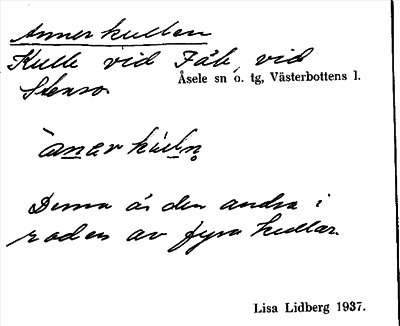 Annerkullen
Kulle vid Fäb, vid
Åsele sn o. tg, Västerbottens l.
Stensö
Denna är den andra i
raden av fyra kullar.
Lisa Lidberg 1937.